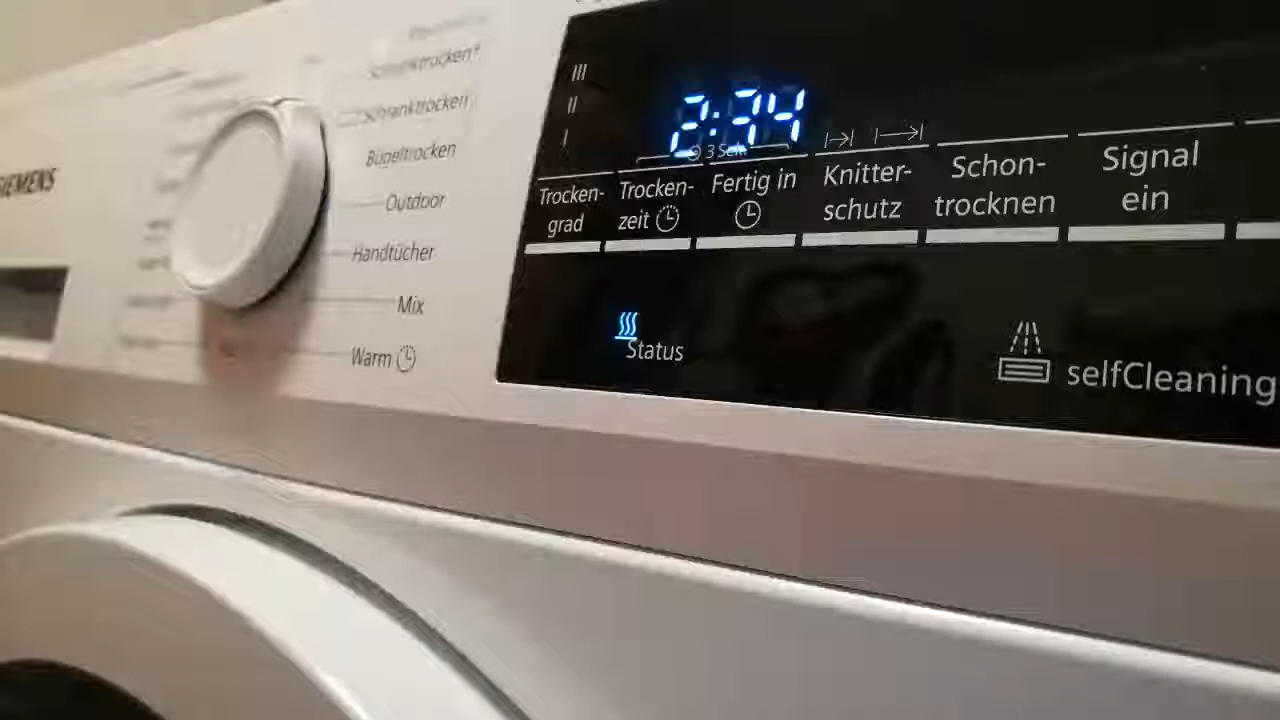 SIEMENS
Schranktrocken+
Schranktrocken
Bügeltrocken
Outdoor
Handtücher
Mix
Warm
III
II
I
2:34
3 Sek.
Trocken-
grad
Trocken-
zeit
Fertig in
Knitter-
schutz
Schon-
trocknen
Signal
ein
Status
selfCleaning